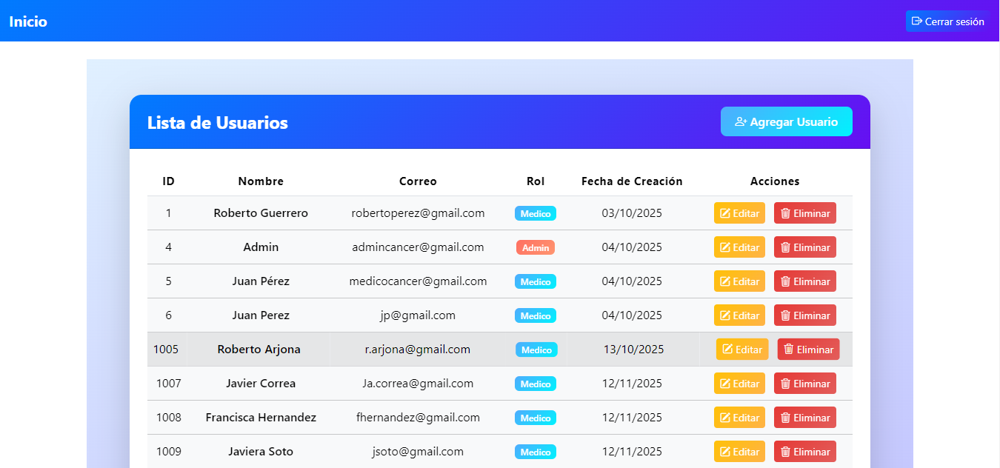 Inicio Cerrar sesión
Lista de Usuarios Agregar Usuario
ID Nombre Correo Rol Fecha de Creación Acciones
1 Roberto Guerrero robertoperez@gmail.com Medico 03/10/2025 Editar Eliminar
4 Admin admincancer@gmail.com Admin 04/10/2025 Editar Eliminar
5 Juan Pérez medicocancer@gmail.com Medico 04/10/2025 Editar Eliminar
6 Juan Perez jp@gmail.com Medico 04/10/2025 Editar Eliminar
1005 Roberto Arjona r.arjona@gmail.com Medico 13/10/2025 Editar Eliminar
1007 Javier Correa Ja.correa@gmail.com Medico 12/11/2025 Editar Eliminar
1008 Francisca Hernandez fhernandez@gmail.com Medico 12/11/2025 Editar Eliminar
1009 Javiera Soto jsoto@gmail.com Medico 12/11/2025 Editar Eliminar